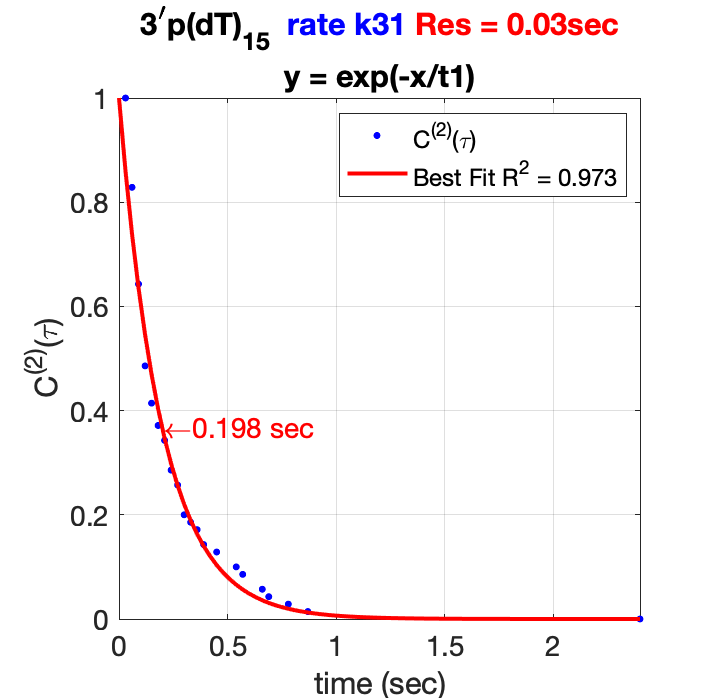 3′p(dT)₁₅ rate k31 Res = 0.03sec
y = exp(-x/t1)
C⁽²⁾(τ)
Best Fit R² = 0.973
←0.198 sec
C⁽²⁾(τ)
1
0.8
0.6
0.4
0.2
0
0 0.5 1 1.5 2
time (sec)